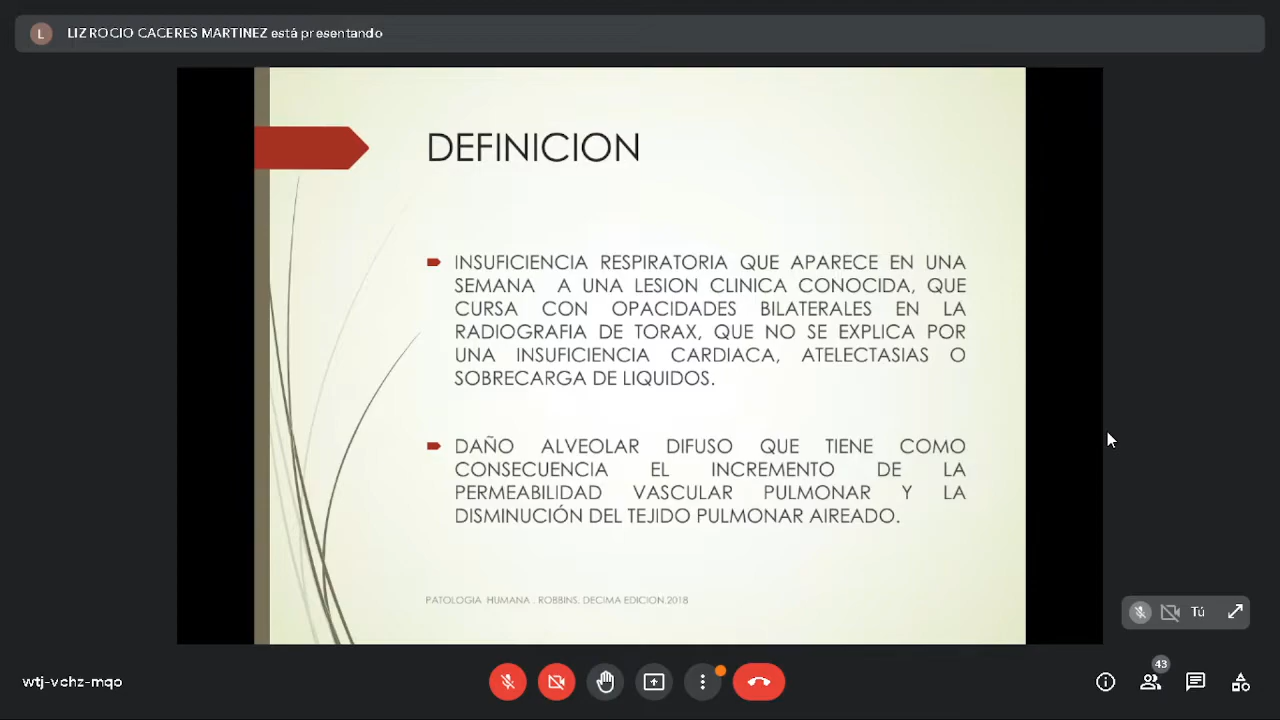 L
LIZ ROCIO CACERES MARTINEZ está presentando
DEFINICION
INSUFICIENCIA RESPIRATORIA QUE APARECE EN UNA
SEMANA A UNA LESION CLINICA CONOCIDA, QUE
CURSA CON OPACIDADES BILATERALES EN LA
RADIOGRAFIA DE TORAX, QUE NO SE EXPLICA POR
UNA INSUFICIENCIA CARDIACA, ATELECTASIAS O
SOBRECARGA DE LIQUIDOS.
DAÑO ALVEOLAR DIFUSO QUE TIENE COMO
CONSECUENCIA EL INCREMENTO DE LA
PERMEABILIDAD VASCULAR PULMONAR Y LA
DISMINUCIÓN DEL TEJIDO PULMONAR AIREADO.
PATOLOGIA HUMANA . ROBBINS. DECIMA EDICION.2018
Tú
wtj-vchz-mqo
43